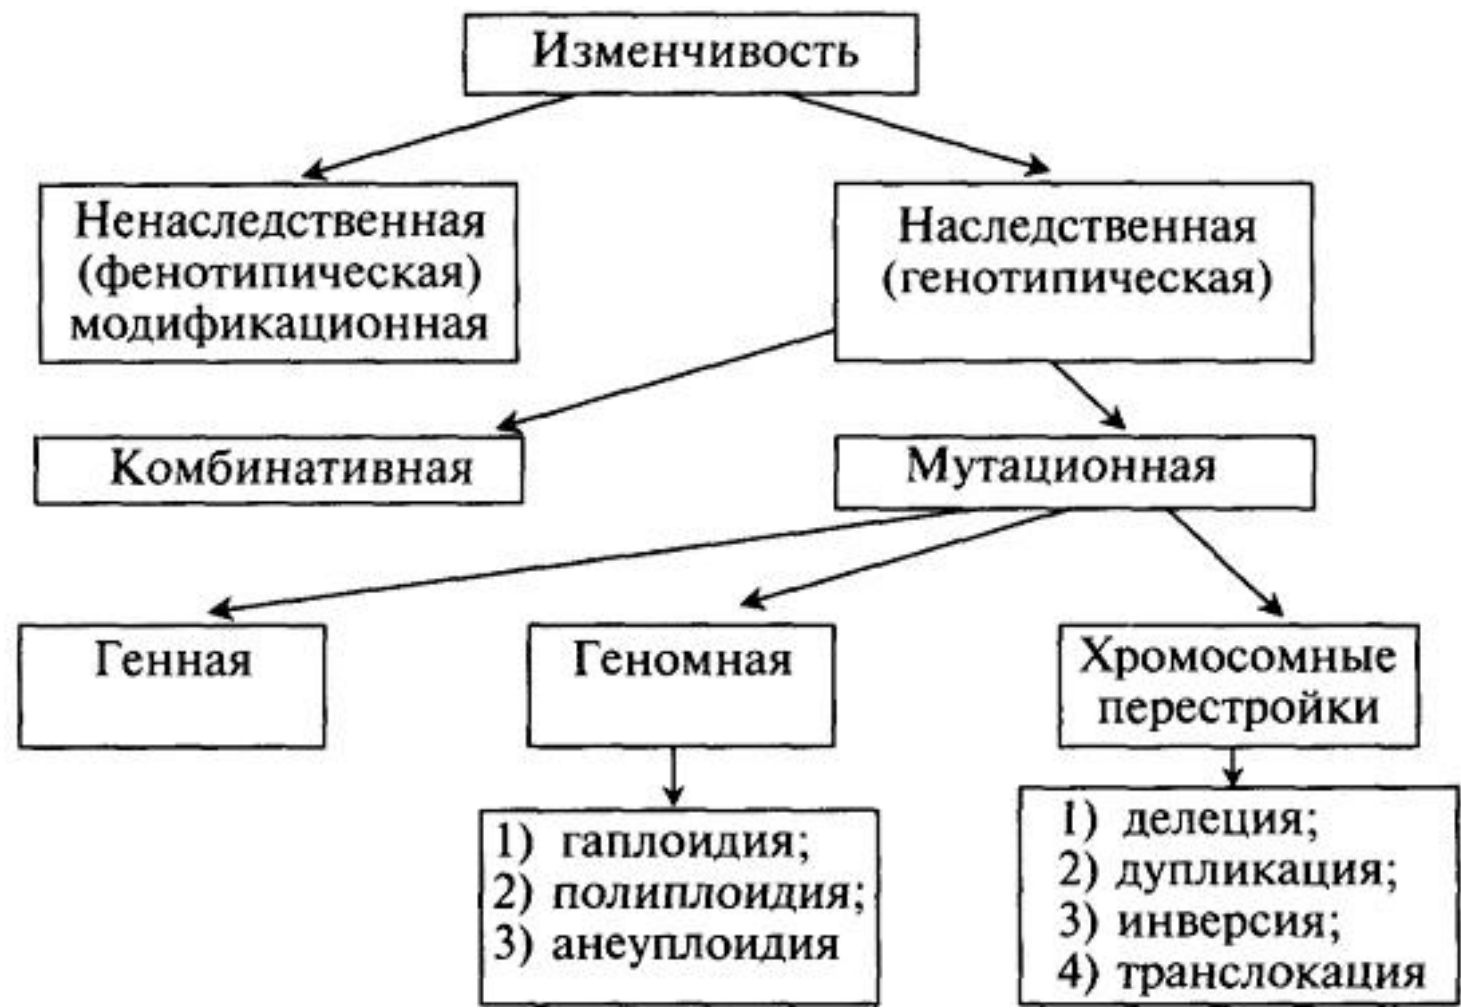 Изменчивость
Ненаследственная
(фенотипическая)
модификационная
Наследственная
(генотипическая)
Комбинативная
Мутационная
Генная
Геномная
Хромосомные
перестройки
1) гаплоидия;
2) полиплоидия;
3) анеуплоидия
1) делеция;
2) дупликация;
3) инверсия;
4) транслокация